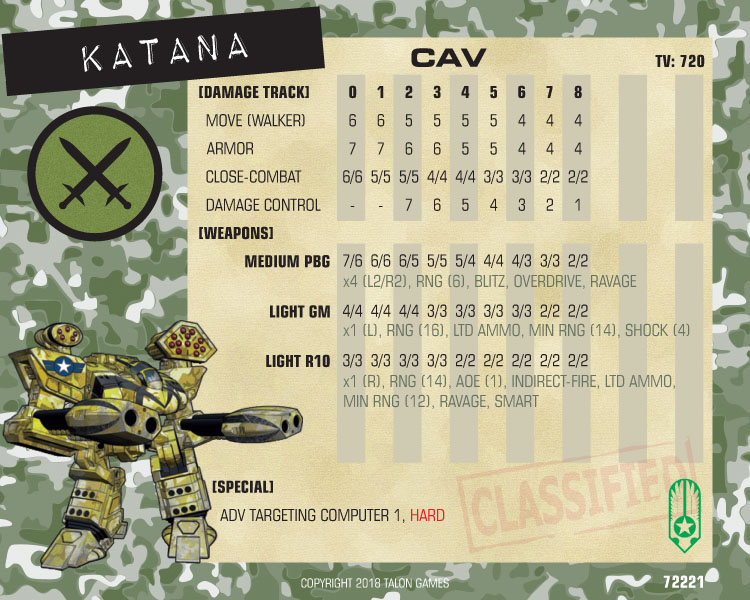 KATANA
CAV
TV: 720
[DAMAGE TRACK] 0 1 2 3 4 5 6 7 8
MOVE (WALKER) 6 6 5 5 5 5 4 4 4
ARMOR 7 7 6 6 5 5 4 4 4
CLOSE-COMBAT 6/6 5/5 5/5 4/4 4/4 3/3 3/3 2/2 2/2
DAMAGE CONTROL - - 7 6 5 4 3 2 1
[WEAPONS]
MEDIUM PBG 7/6 6/6 6/5 5/5 5/4 4/4 4/3 3/3 2/2
x4 (L2/R2), RNG (6), BLITZ, OVERDRIVE, RAVAGE
LIGHT GM 4/4 4/4 4/4 3/3 3/3 3/3 3/3 2/2 2/2
x1 (L), RNG (16), LTD AMMO, MIN RNG (14), SHOCK (4)
LIGHT R10 3/3 3/3 3/3 3/3 2/2 2/2 2/2 2/2 2/2
x1 (R), RNG (14), AOE (1), INDIRECT-FIRE, LTD AMMO,
MIN RNG (12), RAVAGE, SMART
[SPECIAL]
ADV TARGETING COMPUTER 1, HARD
CLASSIFIED
COPYRIGHT 2018 TALON GAMES
72221